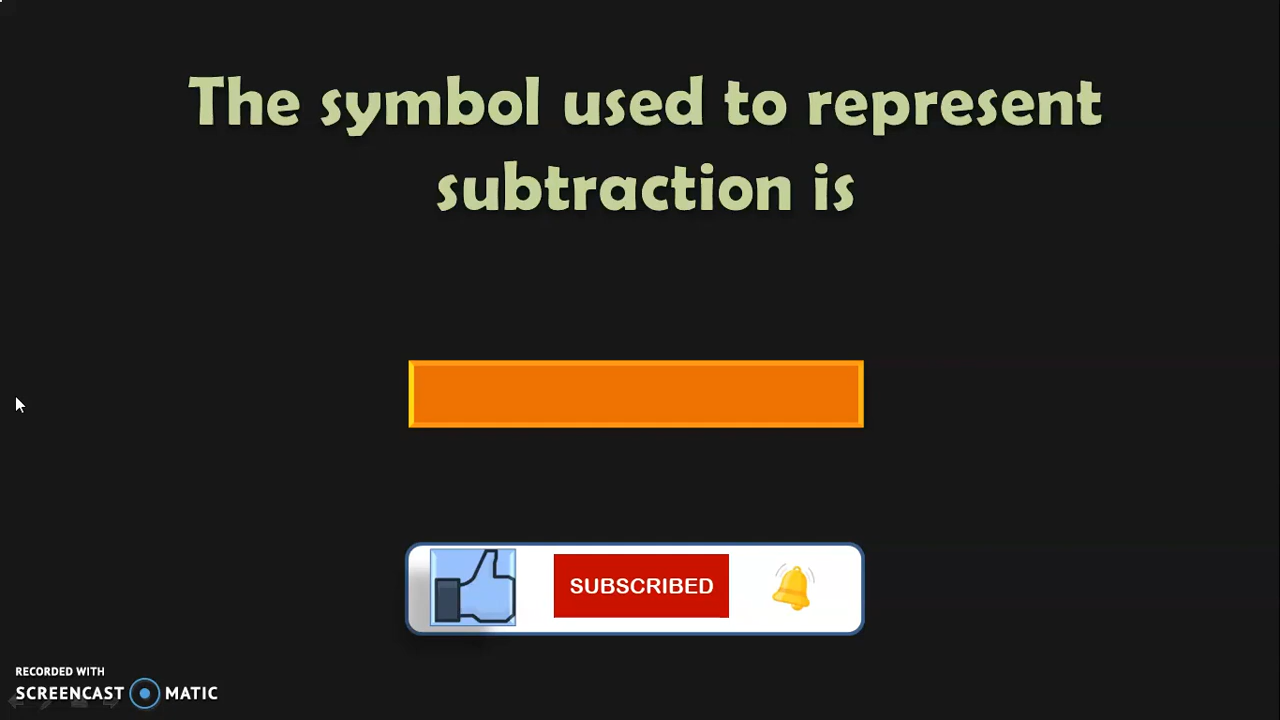 The symbol used to represent
subtraction is
SUBSCRIBED
RECORDED WITH
SCREENCAST MATIC